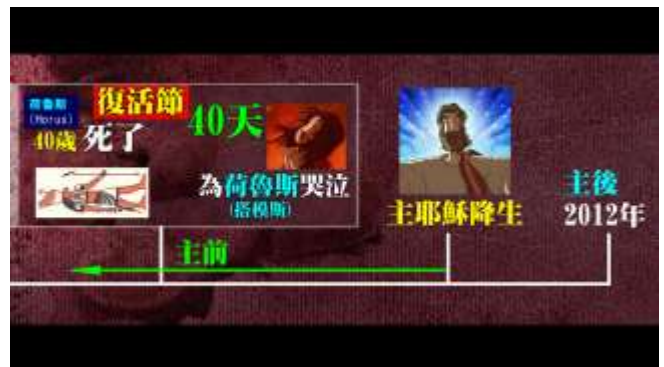 荷魯斯
(Horus)
40歲 死了
復活節
40天
為荷魯斯哭泣
(搭模斯)
主耶穌降生
主後
2012年
主前